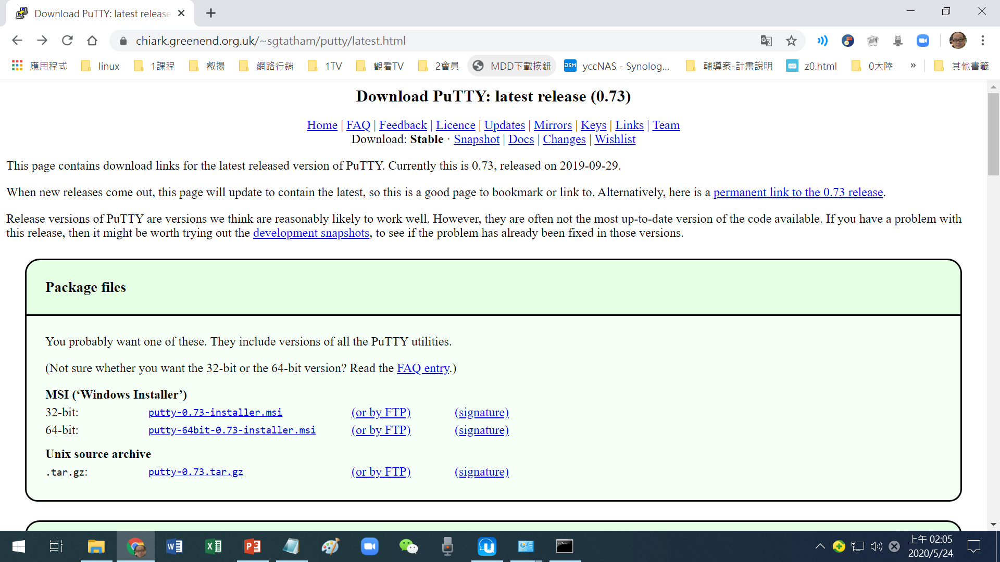 Download PuTTY: latest release
chiark.greenend.org.uk/~sgtatham/putty/latest.html
應用程式 linux 1課程 叡揚 網路行銷 1TV 觀看TV 2會員 MDD下載按鈕 DSM yccNAS - Synolog... 輔導案-計畫說明 z0.html 0大陸 » 其他書籤
Download PuTTY: latest release (0.73)
Home | FAQ | Feedback | Licence | Updates | Mirrors | Keys | Links | Team
Download: Stable · Snapshot | Docs | Changes | Wishlist
This page contains download links for the latest released version of PuTTY. Currently this is 0.73, released on 2019-09-29.
When new releases come out, this page will update to contain the latest, so this is a good page to bookmark or link to. Alternatively, here is a permanent link to the 0.73 release.
Release versions of PuTTY are versions we think are reasonably likely to work well. However, they are often not the most up-to-date version of the code available. If you have a problem with
this release, then it might be worth trying out the development snapshots, to see if the problem has already been fixed in those versions.
Package files
You probably want one of these. They include versions of all the PuTTY utilities.
(Not sure whether you want the 32-bit or the 64-bit version? Read the FAQ entry.)
MSI (‘Windows Installer’)
32-bit: putty-0.73-installer.msi (or by FTP) (signature)
64-bit: putty-64bit-0.73-installer.msi (or by FTP) (signature)
Unix source archive
.tar.gz: putty-0.73.tar.gz (or by FTP) (signature)
上午 02:05
2020/5/24